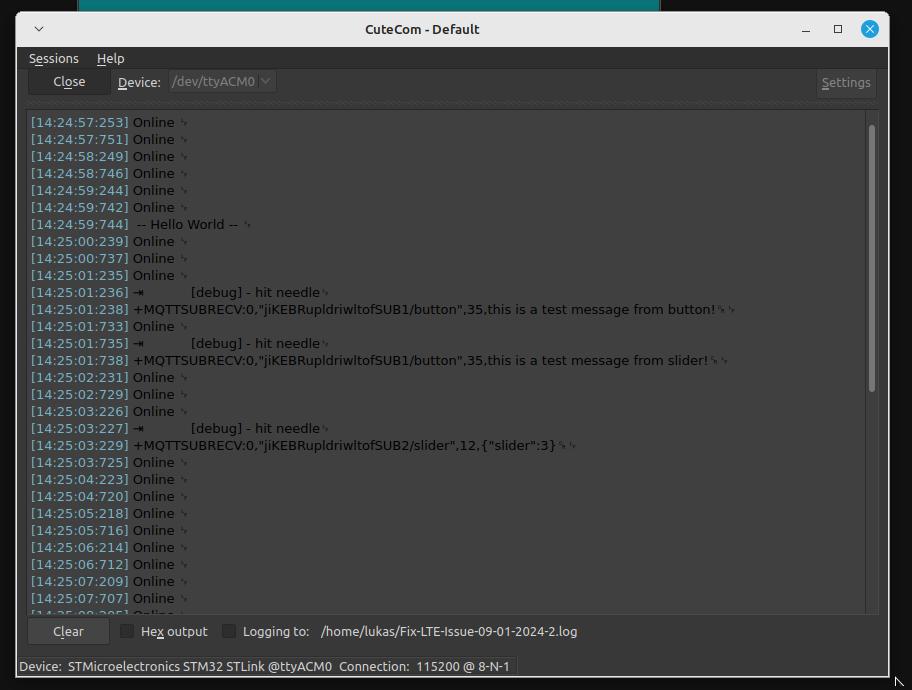 CuteCom - Default
Sessions Help
Close Device: /dev/ttyACM0 Settings
[14:24:57:253] Online
[14:24:57:751] Online
[14:24:58:249] Online
[14:24:58:746] Online
[14:24:59:244] Online
[14:24:59:742] Online
[14:24:59:744] -- Hello World --
[14:25:00:239] Online
[14:25:00:737] Online
[14:25:01:235] Online
[14:25:01:236] ⇥ [debug] - hit needle
[14:25:01:238] +MQTTSUBRECV:0,"jiKEBRupldriwltofSUB1/button",35,this is a test message from button!
[14:25:01:733] Online
[14:25:01:735] ⇥ [debug] - hit needle
[14:25:01:738] +MQTTSUBRECV:0,"jiKEBRupldriwltofSUB1/button",35,this is a test message from slider!
[14:25:02:231] Online
[14:25:02:729] Online
[14:25:03:226] Online
[14:25:03:227] ⇥ [debug] - hit needle
[14:25:03:229] +MQTTSUBRECV:0,"jiKEBRupldriwltofSUB2/slider",12,{"slider":3}
[14:25:03:725] Online
[14:25:04:223] Online
[14:25:04:720] Online
[14:25:05:218] Online
[14:25:05:716] Online
[14:25:06:214] Online
[14:25:06:712] Online
[14:25:07:209] Online
[14:25:07:707] Online
Clear Hex output Logging to: /home/lukas/Fix-LTE-Issue-09-01-2024-2.log
Device: STMicroelectronics STM32 STLink @ttyACM0 Connection: 115200 @ 8-N-1